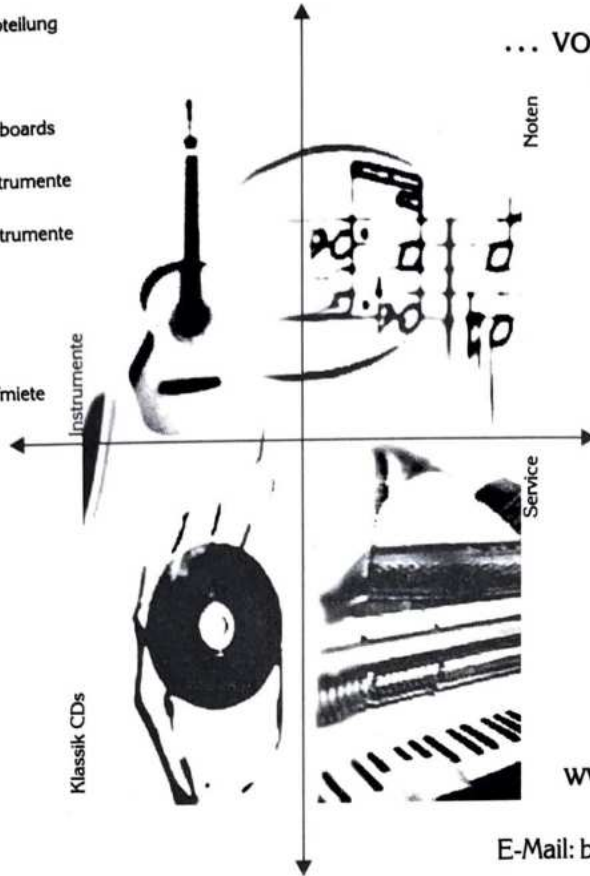 bteilung
... VO
boards
Noten
trumente
trumente
miete
Instrumente
Service
Klassik CDs
E-Mail: b